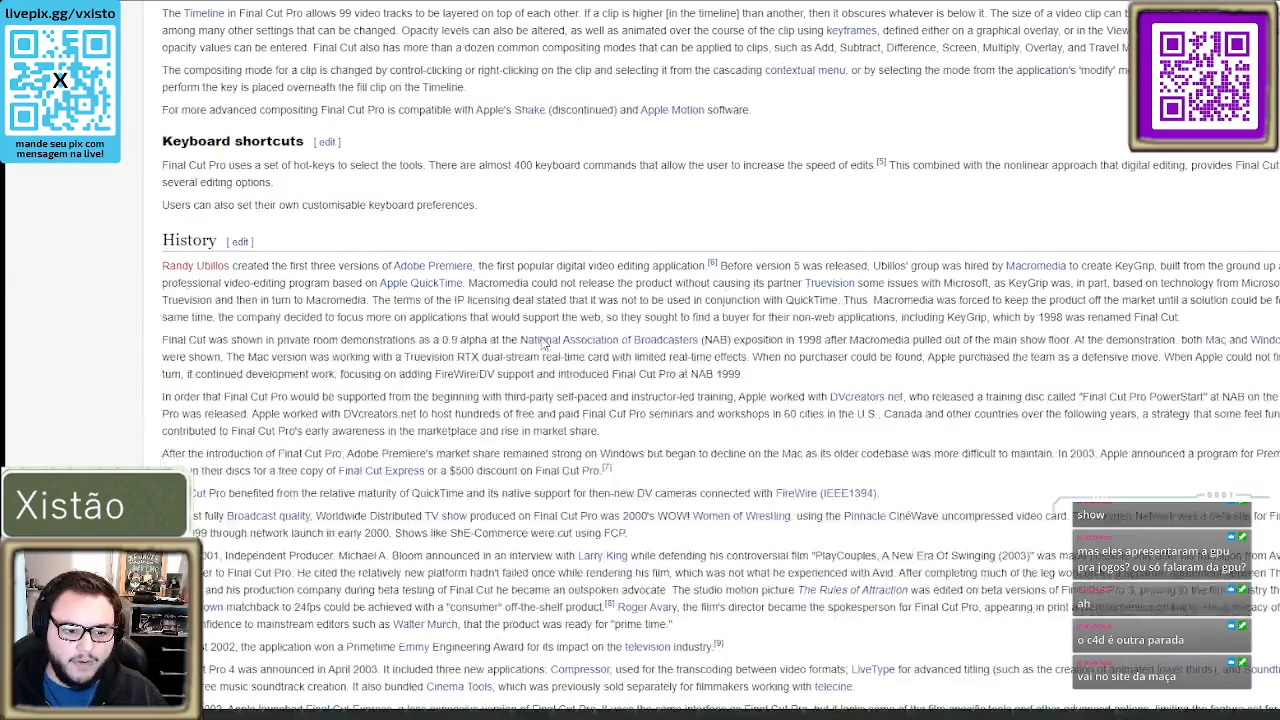 livepix.gg/vxisto
X
mande seu pix com
mensagem na live!
The Timeline in Final Cut Pro allows 99 video tracks to be layered on top of each other. If a clip is higher [in the timeline] than another, then it obscures whatever is below it. The size of a video clip can b
among many other settings that can be changed. Opacity levels can also be altered, as well as animated over the course of the clip using keyframes, defined either on a graphical overlay, or in the View
opacity values can be entered. Final Cut also has more than a dozen common compositing modes that can be applied to clips, such as Add, Subtract, Difference, Screen, Multiply, Overlay, and Travel M
The compositing mode for a clip is changed by control-clicking or right-clicking on the clip and selecting it from the cascading contextual menu, or by selecting the mode from the application's 'modify' m
perform the key is placed overneath the fill clip on the Timeline.
For more advanced compositing Final Cut Pro is compatible with Apple's Shake (discontinued) and Apple Motion software.
Keyboard shortcuts [ edit ]
Final Cut Pro uses a set of hot-keys to select the tools. There are almost 400 keyboard commands that allow the user to increase the speed of edits.[5] This combined with the nonlinear approach that digital editing, provides Final Cut
several editing options.
Users can also set their own customisable keyboard preferences.
History [ edit ]
Randy Ubillos created the first three versions of Adobe Premiere, the first popular digital video editing application.[6] Before version 5 was released, Ubillos' group was hired by Macromedia to create KeyGrip, built from the ground up a
professional video-editing program based on Apple QuickTime. Macromedia could not release the product without causing its partner Truevision some issues with Microsoft, as KeyGrip was, in part, based on technology from Microso
Truevision and then in turn to Macromedia. The terms of the IP licensing deal stated that it was not to be used in conjunction with QuickTime. Thus, Macromedia was forced to keep the product off the market until a solution could be f
same time, the company decided to focus more on applications that would support the web, so they sought to find a buyer for their non-web applications, including KeyGrip, which by 1998 was renamed Final Cut.
Final Cut was shown in private room demonstrations as a 0.9 alpha at the National Association of Broadcasters (NAB) exposition in 1998 after Macromedia pulled out of the main show floor. At the demonstration, both Mac and Windo
were shown. The Mac version was working with a Truevision RTX dual-stream real-time card with limited real-time effects. When no purchaser could be found, Apple purchased the team as a defensive move. When Apple could not fi
turn, it continued development work, focusing on adding FireWire/DV support and introduced Final Cut Pro at NAB 1999.
In order that Final Cut Pro would be supported from the beginning with third-party self-paced and instructor-led training, Apple worked with DVcreators.net, who released a training disc called "Final Cut Pro PowerStart" at NAB on the
Pro was released. Apple worked with DVcreators.net to host hundreds of free and paid Final Cut Pro seminars and workshops in 60 cities in the U.S., Canada and other countries over the following years, a strategy that some feel fun
contributed to Final Cut Pro's early awareness in the marketplace and rise in market share.
After the introduction of Final Cut Pro, Adobe Premiere's market share remained strong on Windows but began to decline on the Mac as its older codebase was more difficult to maintain. In 2003, Apple announced a program for Pre
n their discs for a free copy of Final Cut Express or a $500 discount on Final Cut Pro.[7]
ut Pro benefited from the relative maturity of QuickTime and its native support for then-new DV cameras connected with FireWire (IEEE1394).
st fully Broadcast quality, Worldwide Distributed TV show produced on Final Cut Pro was 2000's WOW! Women of Wrestling, using the Pinnacle CinéWave uncompressed video card.
99 through network launch in early 2000. Shows like ShE-Commerce were cut using FCP.
001, Independent Producer, Michael A. Bloom announced in an interview with Larry King while defending his controversial film "PlayCouples, A New Era Of Swinging (2003)" was
er to Final Cut Pro. He cited the relatively new platform hadn't failed once while rendering his film, which was not what he experienced with Avid. After completing much of the leg
and his production company during beta testing of Final Cut he became an outspoken advocate. The studio motion picture The Rules of Attraction was edited on beta versions of
own matchback to 24fps could be achieved with a "consumer" off-the-shelf product.[8] Roger Avary, the film's director became the spokesperson for Final Cut Pro, appearing in print
fidence to mainstream editors such as Walter Murch, that the product was ready for "prime time."
st 2002, the application won a Primetime Emmy Engineering Award for its impact on the television industry.[9]
t Pro 4 was announced in April 2003. It included three new applications: Compressor, used for the transcoding between video formats; LiveType for advanced titling (such as the creation of animated lower thirds), and Soundt
ree music soundtrack creation. It also bundled Cinema Tools, which was previously sold separately for filmmakers working with telecine.
Xistão
show
mas eles apresentaram a gpu
pra jogos? ou só falaram da gpu?
ah
o c4d é outra parada
vai no site da maça